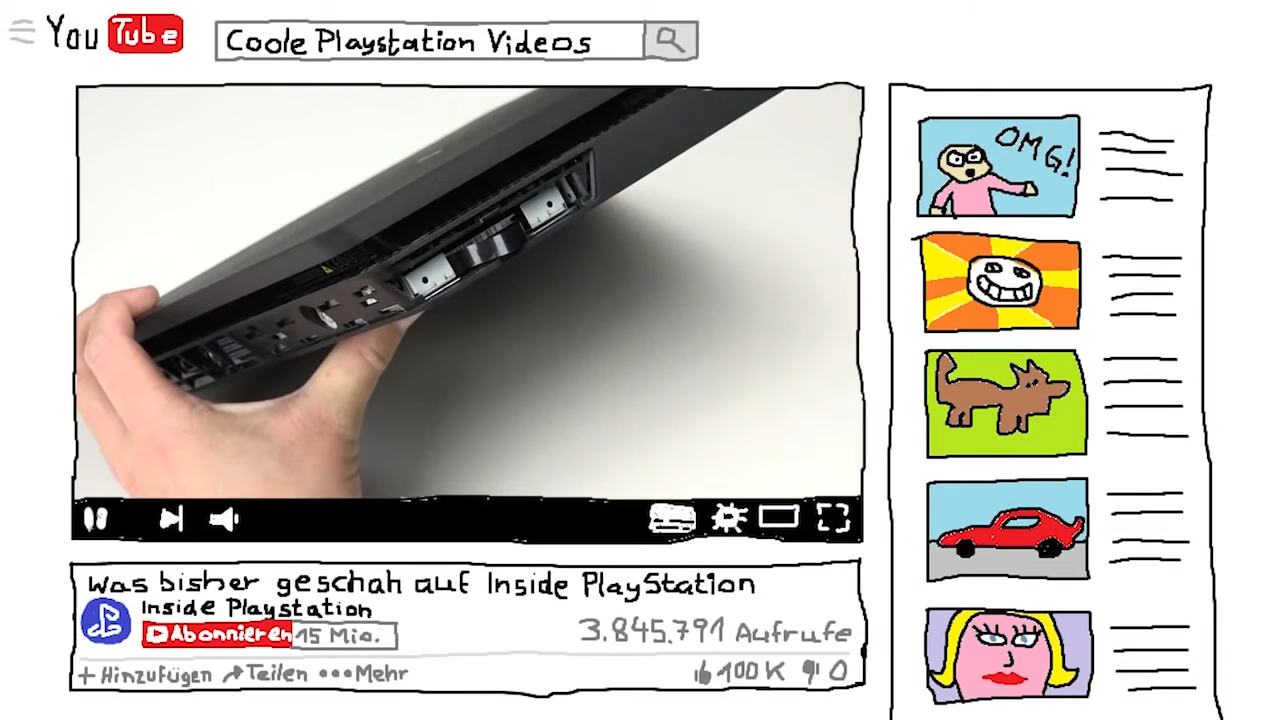 YouTube
Coole Playstation Videos
OMG!
Was bisher geschah auf Inside PlayStation
Inside Playstation
Abonnieren 15 Mio.
3.845.791 Aufrufe
+ Hinzufügen Teilen •••Mehr
100K 0